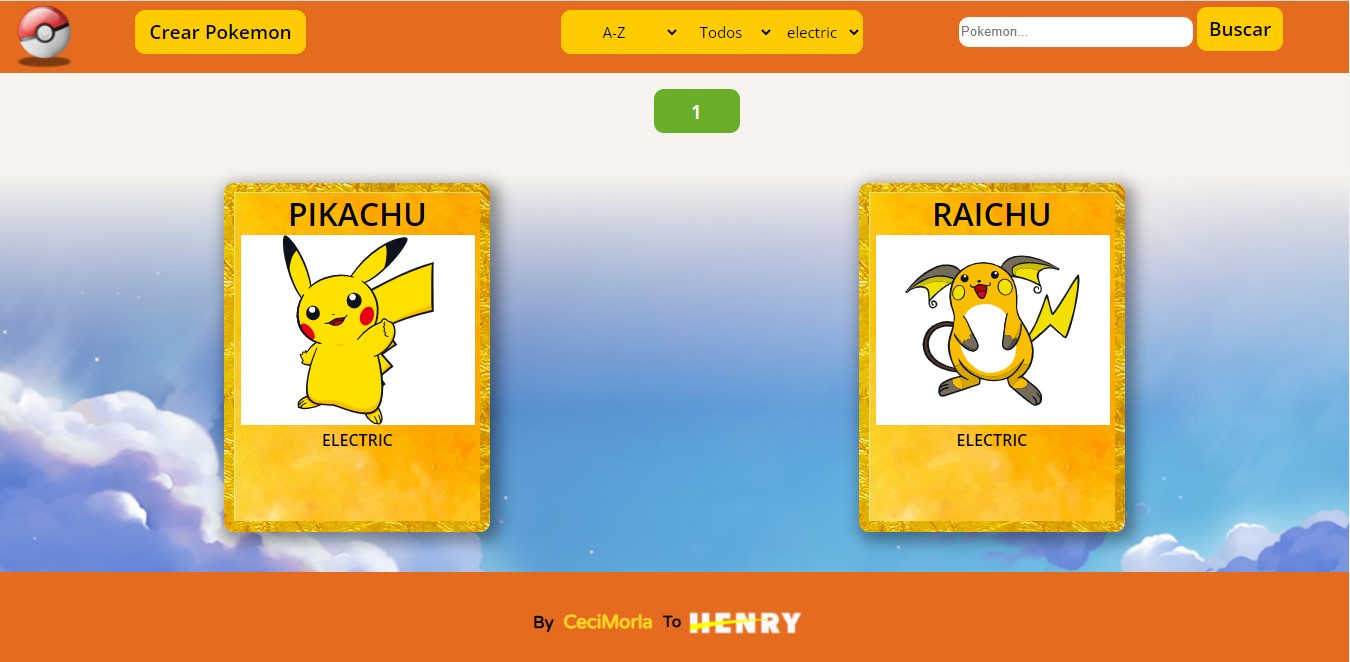 Crear Pokemon A-Z Todos electric Pokemon... Buscar
1
PIKACHU RAICHU
ELECTRIC ELECTRIC
By CeciMorla To HENRY